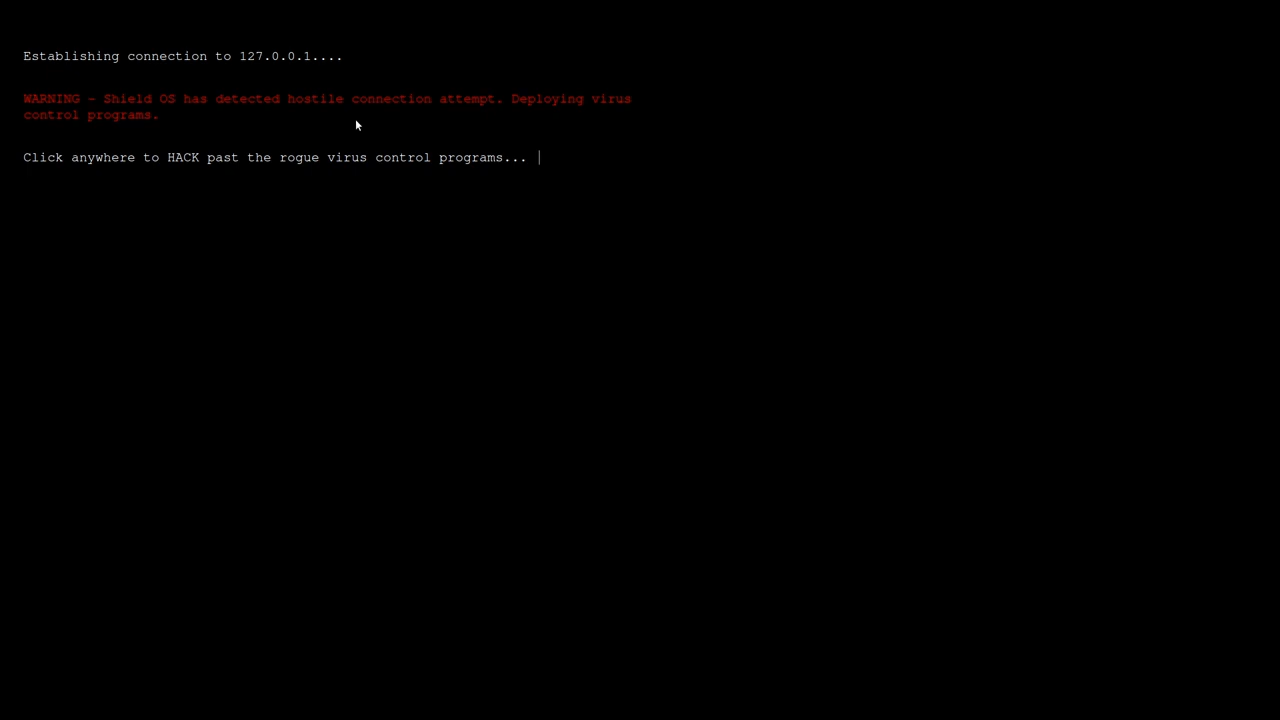 Establishing connection to 127.0.0.1....
WARNING - Shield OS has detected hostile connection attempt. Deploying virus
control programs.
Click anywhere to HACK past the rogue virus control programs...